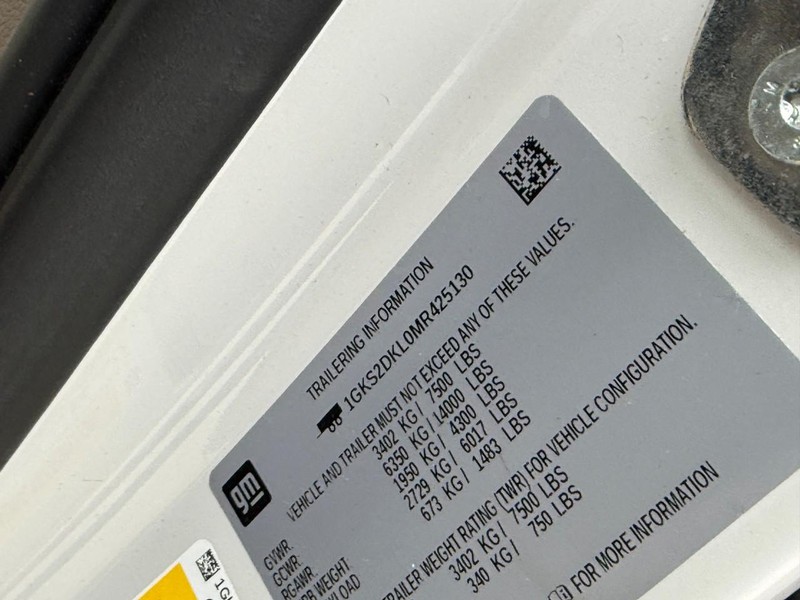 TRAILERING INFORMATION
1GKS2DKL0MR425130
gm
VEHICLE AND TRAILER MUST NOT EXCEED ANY OF THESE VALUES.
GVWR: 3402 KG / 7500 LBS
GCWR: 6350 KG / 14000 LBS
RGAWR: 1950 KG / 4300 LBS
WEIGHT: 2729 KG / 6017 LBS
673 KG / 1483 LBS
TRAILER WEIGHT RATING (TWR) FOR VEHICLE CONFIGURATION.
3402 KG / 7500 LBS
340 KG / 750 LBS
FOR MORE INFORMATION
M